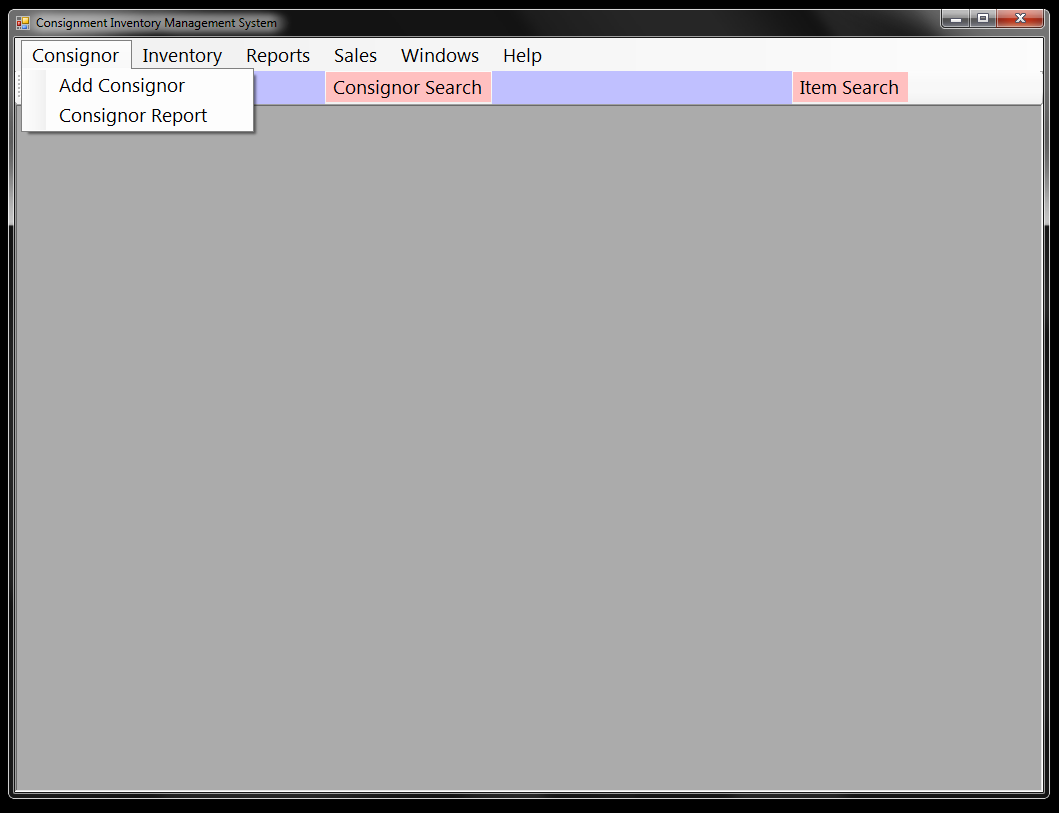 Consignment Inventory Management System
Consignor Inventory Reports Sales Windows Help
Add Consignor Consignor Search Item Search
Consignor Report